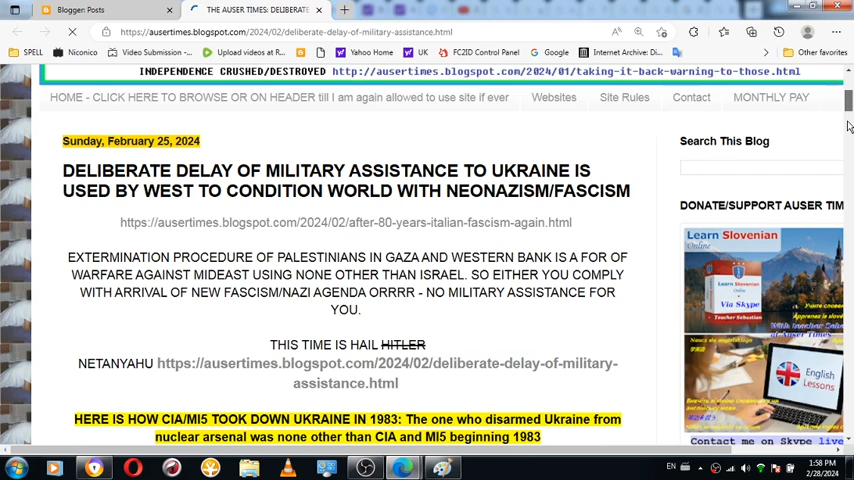 Blogger: Posts
THE AUSER TIMES: DELIBERATE
https://ausertimes.blogspot.com/2024/02/deliberate-delay-of-military-assistance.html
SPELL
Niconico
Video Submission -...
Upload videos at R...
Yahoo Home
UK
FC2ID Control Panel
Google
Internet Archive: Di...
Other favorites
INDEPENDENCE CRUSHED/DESTROYED http://ausertimes.blogspot.com/2024/01/taking-it-back-warning-to-those.html
HOME - CLICK HERE TO BROWSE OR ON HEADER till I am again allowed to use site if ever
Websites
Site Rules
Contact
MONTHLY PAY
Sunday, February 25, 2024
DELIBERATE DELAY OF MILITARY ASSISTANCE TO UKRAINE IS
USED BY WEST TO CONDITION WORLD WITH NEONAZISM/FASCISM
https://ausertimes.blogspot.com/2024/02/after-80-years-italian-fascism-again.html
EXTERMINATION PROCEDURE OF PALESTINIANS IN GAZA AND WESTERN BANK IS A FOR OF
WARFARE AGAINST MIDEAST USING NONE OTHER THAN ISRAEL. SO EITHER YOU COMPLY
WITH ARRIVAL OF NEW FASCISM/NAZI AGENDA ORRRR - NO MILITARY ASSISTANCE FOR
YOU.
THIS TIME IS HAIL HITLER
NETANYAHU https://ausertimes.blogspot.com/2024/02/deliberate-delay-of-military-
assistance.html
HERE IS HOW CIA/MI5 TOOK DOWN UKRAINE IN 1983: The one who disarmed Ukraine from
nuclear arsenal was none other than CIA and MI5 beginning 1983
Search This Blog
DONATE/SUPPORT AUSER TIM
Learn Slovenian
Online
Learn Slovenian
Online
Via Skype
Teacher Sebastian
English
Lessons
Contact me on Skype live
EN
1:58 PM
2/28/2024